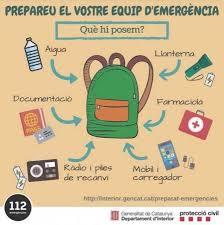 PREPAREU EL VOSTRE EQUIP D'EMERGÈNCIA
Què hi posem?
Aigua
Llanterna
Documentació
Farmaciola
Ràdio i piles
de recanvi
Mòbil i
carregador
http://interior.gencat.cat/preparat-emergencies
112
emergències
Generalitat de Catalunya
Departament d'Interior
protecció civil